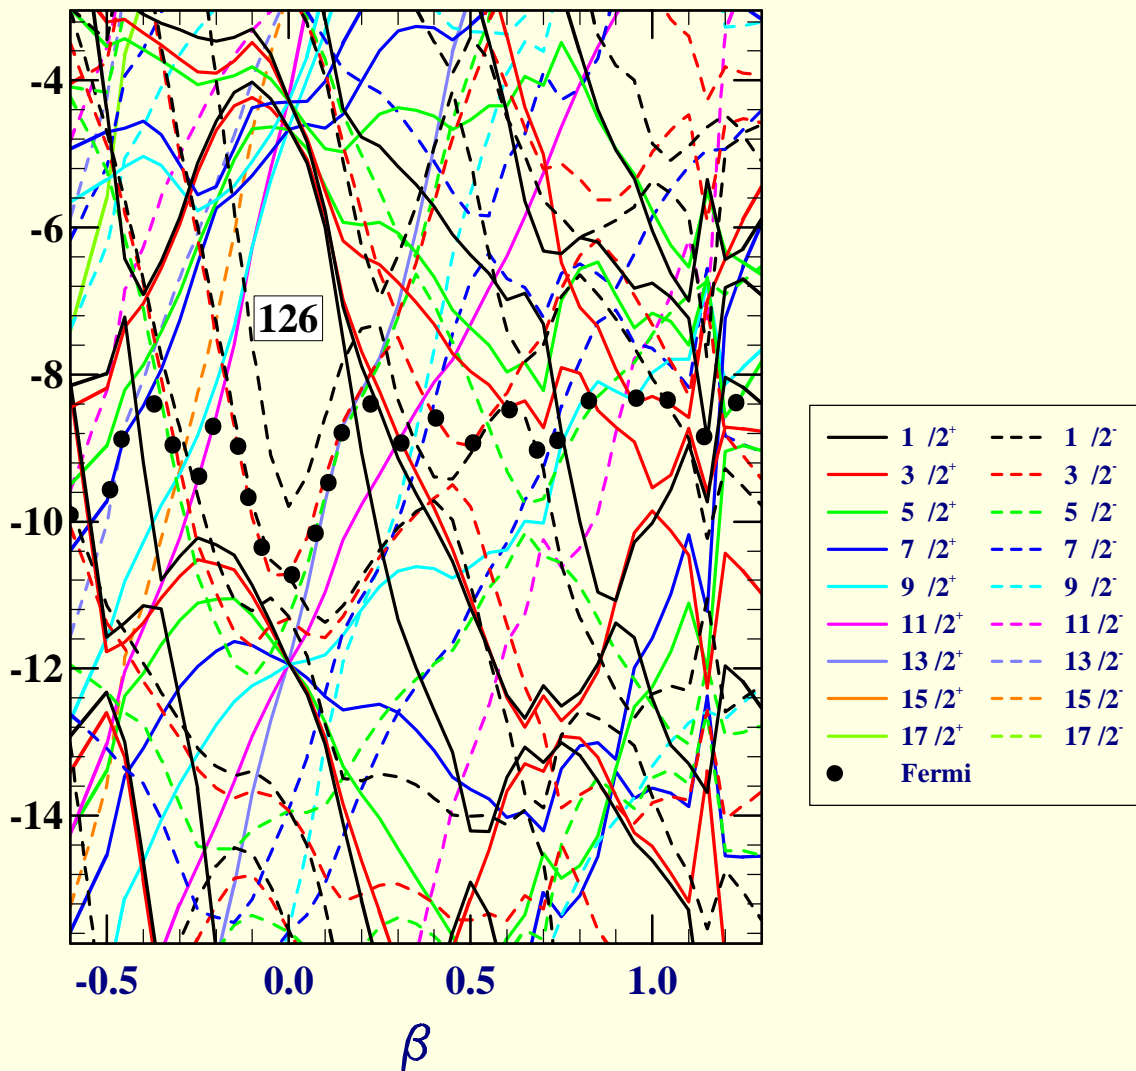 -4
-6
-8
-10
-12
-14
126
-0.5 0.0 0.5 1.0
β
1 /2+ 1 /2-
3 /2+ 3 /2-
5 /2+ 5 /2-
7 /2+ 7 /2-
9 /2+ 9 /2-
11 /2+ 11 /2-
13 /2+ 13 /2-
15 /2+ 15 /2-
17 /2+ 17 /2-
Fermi